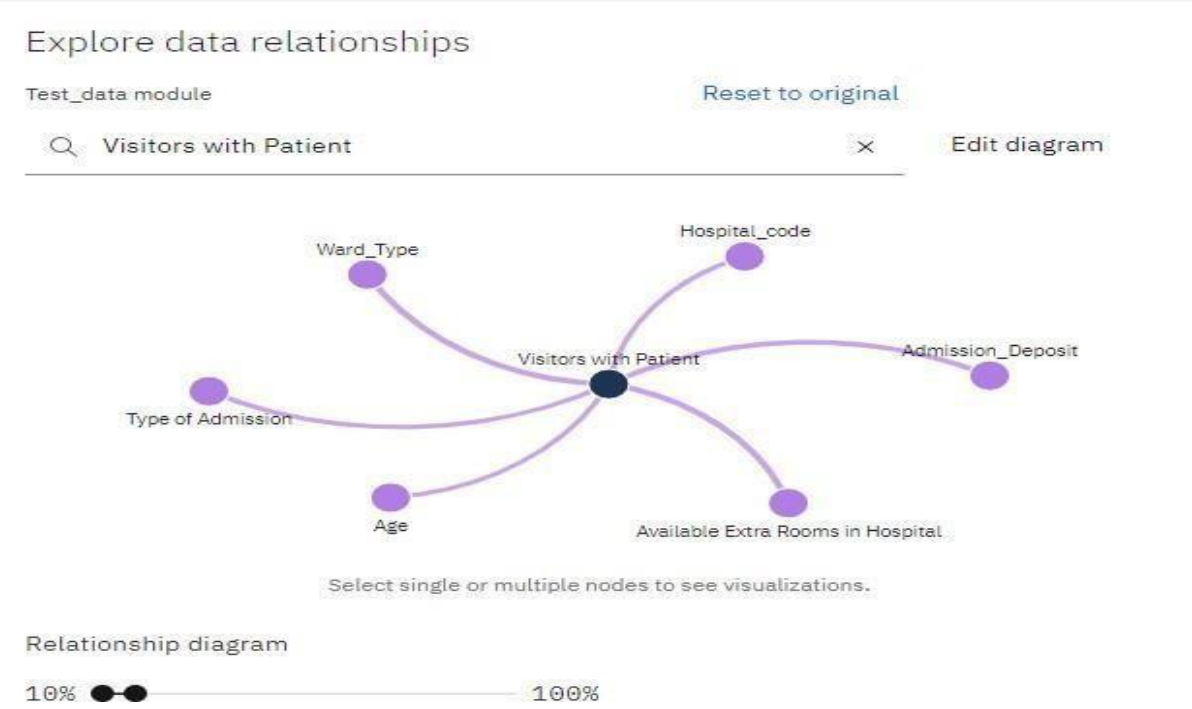 Explore data relationships
Test_data module
Reset to original
Visitors with Patient
Edit diagram
Hospital_code
Ward_Type
Admission_Deposit
Visitors with Patient
Type of Admission
Age
Available Extra Rooms in Hospital
Select single or multiple nodes to see visualizations.
Relationship diagram
10% 100%